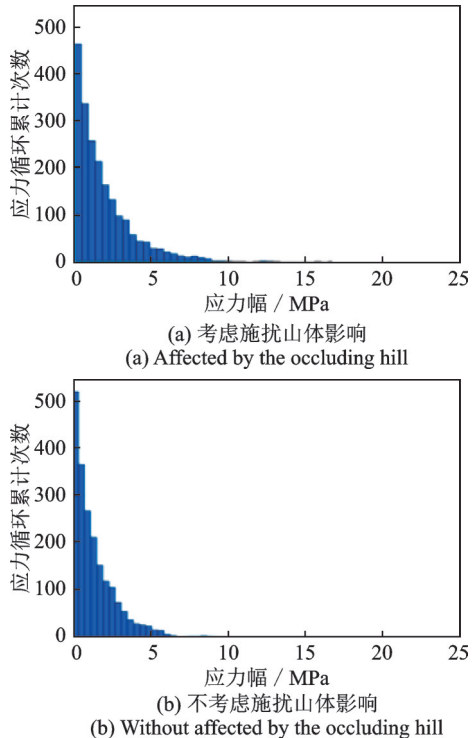 500
400
300
200
100
0
应力循环累计次数
0 5 10 15 20 25
应力幅 / MPa
(a) 考虑施扰山体影响
(a) Affected by the occluding hill
500
400
300
200
100
0
应力循环累计次数
0 5 10 15 20 25
应力幅 / MPa
(b) 不考虑施扰山体影响
(b) Without affected by the occluding hill